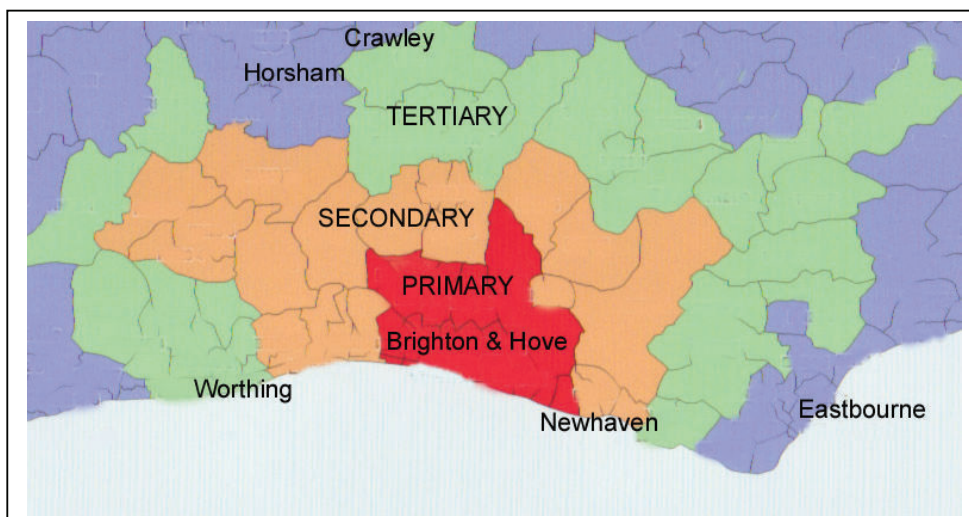 Crawley
Horsham
TERTIARY
SECONDARY
PRIMARY
Brighton & Hove
Worthing
Newhaven
Eastbourne